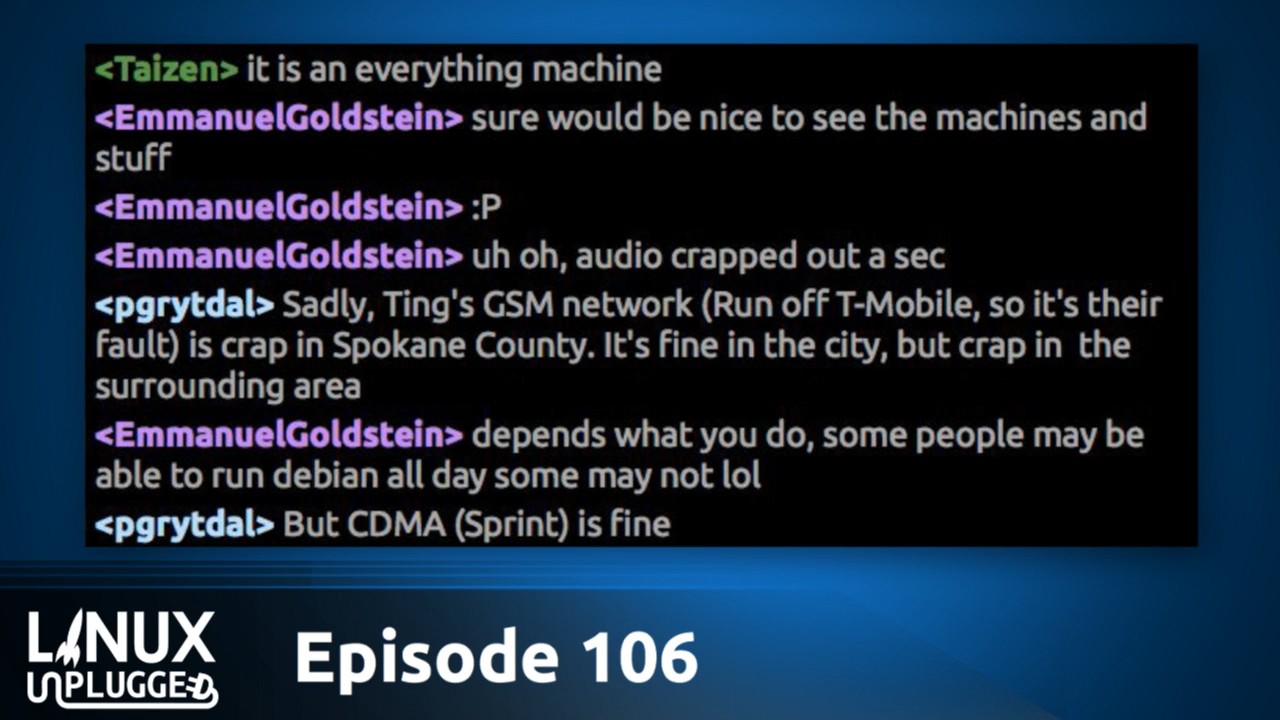 <Taizen> it is an everything machine
<EmmanuelGoldstein> sure would be nice to see the machines and
stuff
<EmmanuelGoldstein> :P
<EmmanuelGoldstein> uh oh, audio crapped out a sec
<pgrytdal> Sadly, Ting's GSM network (Run off T-Mobile, so it's their
fault) is crap in Spokane County. It's fine in the city, but crap in  the
surrounding area
<EmmanuelGoldstein> depends what you do, some people may be
able to run debian all day some may not lol
<pgrytdal> But CDMA (Sprint) is fine
LINUX
UNPLUGGED
Episode 106